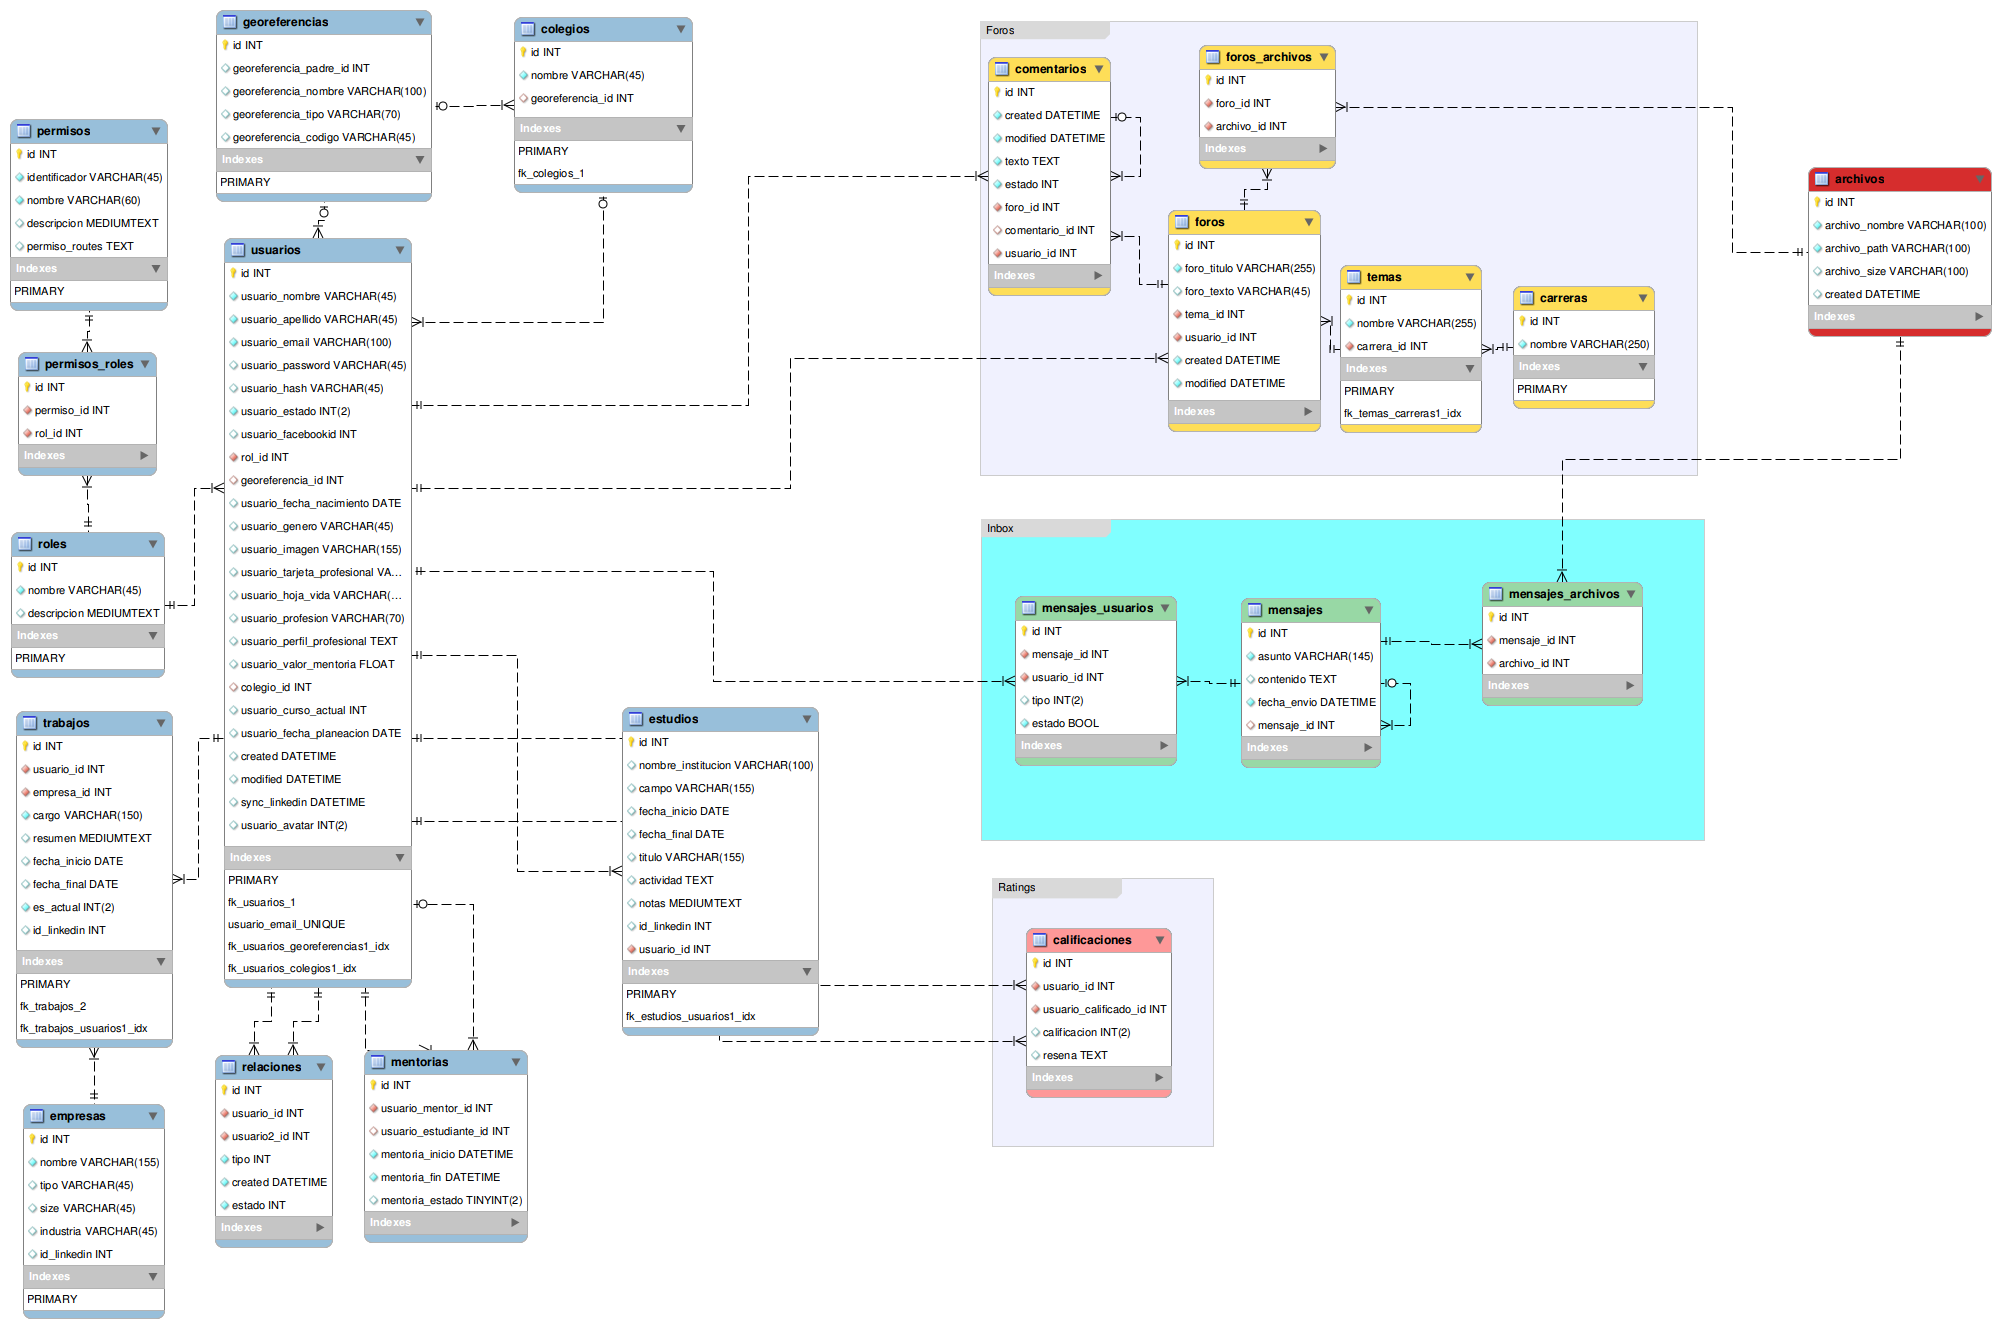 georeferencias
id INT
georeferencia_padre_id INT
georeferencia_nombre VARCHAR(100)
georeferencia_tipo VARCHAR(70)
georeferencia_codigo VARCHAR(45)
Indexes
PRIMARY
colegios
id INT
nombre VARCHAR(45)
georeferencia_id INT
Indexes
PRIMARY
fk_colegios_1
permisos
id INT
identificador VARCHAR(45)
nombre VARCHAR(60)
descripcion MEDIUMTEXT
permiso_routes TEXT
Indexes
PRIMARY
permisos_roles
id INT
permiso_id INT
rol_id INT
Indexes
roles
id INT
nombre VARCHAR(45)
descripcion MEDIUMTEXT
Indexes
PRIMARY
usuarios
id INT
usuario_nombre VARCHAR(45)
usuario_apellido VARCHAR(45)
usuario_email VARCHAR(100)
usuario_password VARCHAR(45)
usuario_hash VARCHAR(45)
usuario_estado INT(2)
usuario_facebookid INT
rol_id INT
georeferencia_id INT
usuario_fecha_nacimiento DATE
usuario_genero VARCHAR(45)
usuario_imagen VARCHAR(155)
usuario_tarjeta_profesional VA...
usuario_hoja_vida VARCHAR(...
usuario_profesion VARCHAR(70)
usuario_perfil_profesional TEXT
usuario_valor_mentoria FLOAT
colegio_id INT
usuario_curso_actual INT
usuario_fecha_planeacion DATE
created DATETIME
modified DATETIME
sync_linkedin DATETIME
usuario_avatar INT(2)
Indexes
PRIMARY
fk_usuarios_1
usuario_email_UNIQUE
fk_usuarios_georeferencias1_idx
fk_usuarios_colegios1_idx
trabajos
id INT
usuario_id INT
empresa_id INT
cargo VARCHAR(150)
resumen MEDIUMTEXT
fecha_inicio DATE
fecha_final DATE
es_actual INT(2)
id_linkedin INT
Indexes
PRIMARY
fk_trabajos_2
fk_trabajos_usuarios1_idx
empresas
id INT
nombre VARCHAR(155)
tipo VARCHAR(45)
size VARCHAR(45)
industria VARCHAR(45)
id_linkedin INT
Indexes
PRIMARY
relaciones
id INT
usuario_id INT
usuario2_id INT
tipo INT
created DATETIME
estado INT
Indexes
mentorias
id INT
usuario_mentor_id INT
usuario_estudiante_id INT
mentoria_inicio DATETIME
mentoria_fin DATETIME
mentoria_estado TINYINT(2)
Indexes
estudios
id INT
nombre_institucion VARCHAR(100)
campo VARCHAR(155)
fecha_inicio DATE
fecha_final DATE
titulo VARCHAR(155)
actividad TEXT
notas MEDIUMTEXT
id_linkedin INT
usuario_id INT
Indexes
PRIMARY
fk_estudios_usuarios1_idx
Foros
comentarios
id INT
created DATETIME
modified DATETIME
texto TEXT
estado INT
foro_id INT
comentario_id INT
usuario_id INT
Indexes
foros_archivos
id INT
foro_id INT
archivo_id INT
Indexes
foros
id INT
foro_titulo VARCHAR(255)
foro_texto VARCHAR(45)
tema_id INT
usuario_id INT
created DATETIME
modified DATETIME
Indexes
temas
id INT
nombre VARCHAR(255)
carrera_id INT
Indexes
PRIMARY
fk_temas_carreras1_idx
carreras
id INT
nombre VARCHAR(250)
Indexes
PRIMARY
archivos
id INT
archivo_nombre VARCHAR(100)
archivo_path VARCHAR(100)
archivo_size VARCHAR(100)
created DATETIME
Indexes
Inbox
mensajes_usuarios
id INT
mensaje_id INT
usuario_id INT
tipo INT(2)
estado BOOL
Indexes
mensajes
id INT
asunto VARCHAR(145)
contenido TEXT
fecha_envio DATETIME
mensaje_id INT
Indexes
mensajes_archivos
id INT
mensaje_id INT
archivo_id INT
Indexes
Ratings
calificaciones
id INT
usuario_id INT
usuario_calificado_id INT
calificacion INT(2)
resena TEXT
Indexes